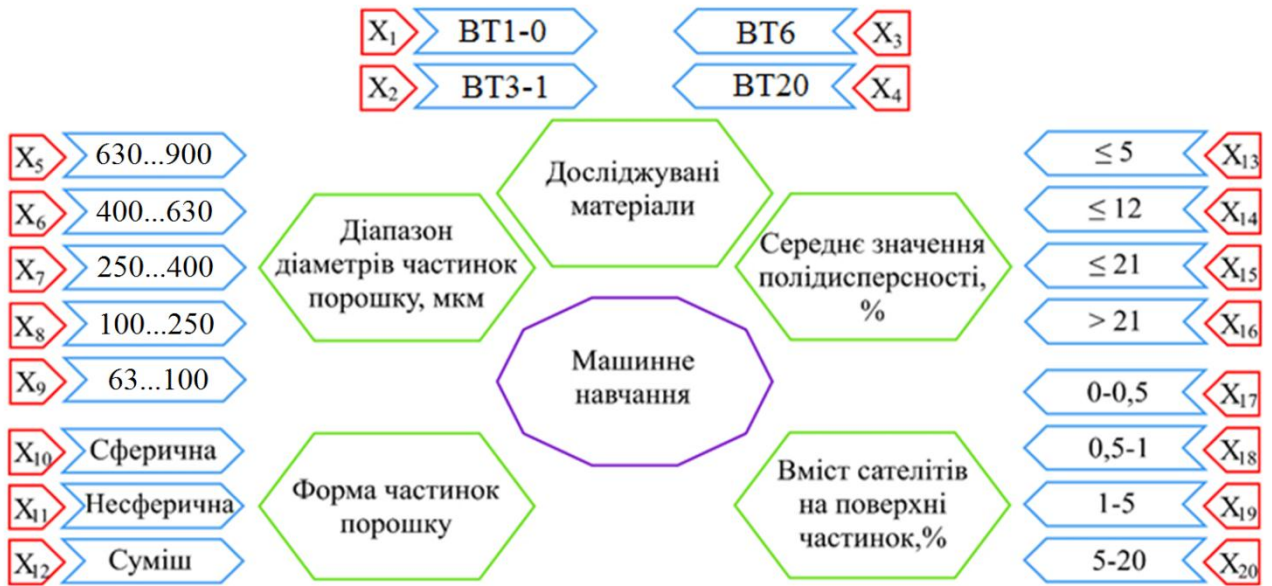 X1 ВТ1-0
X2 ВТ3-1
ВТ6 X3
ВТ20 X4
Досліджувані
матеріали
X5 630...900
X6 400...630
X7 250...400
X8 100...250
X9 63...100
Діапазон
діаметрів частинок
порошку, мкм
Середнє значення
полідисперсності,
%
≤ 5 X13
≤ 12 X14
≤ 21 X15
> 21 X16
Машинне
навчання
X10 Сферична
X11 Несферична
X12 Суміш
Форма частинок
порошку
Вміст сателітів
на поверхні
частинок,%
0-0,5 X17
0,5-1 X18
1-5 X19
5-20 X20